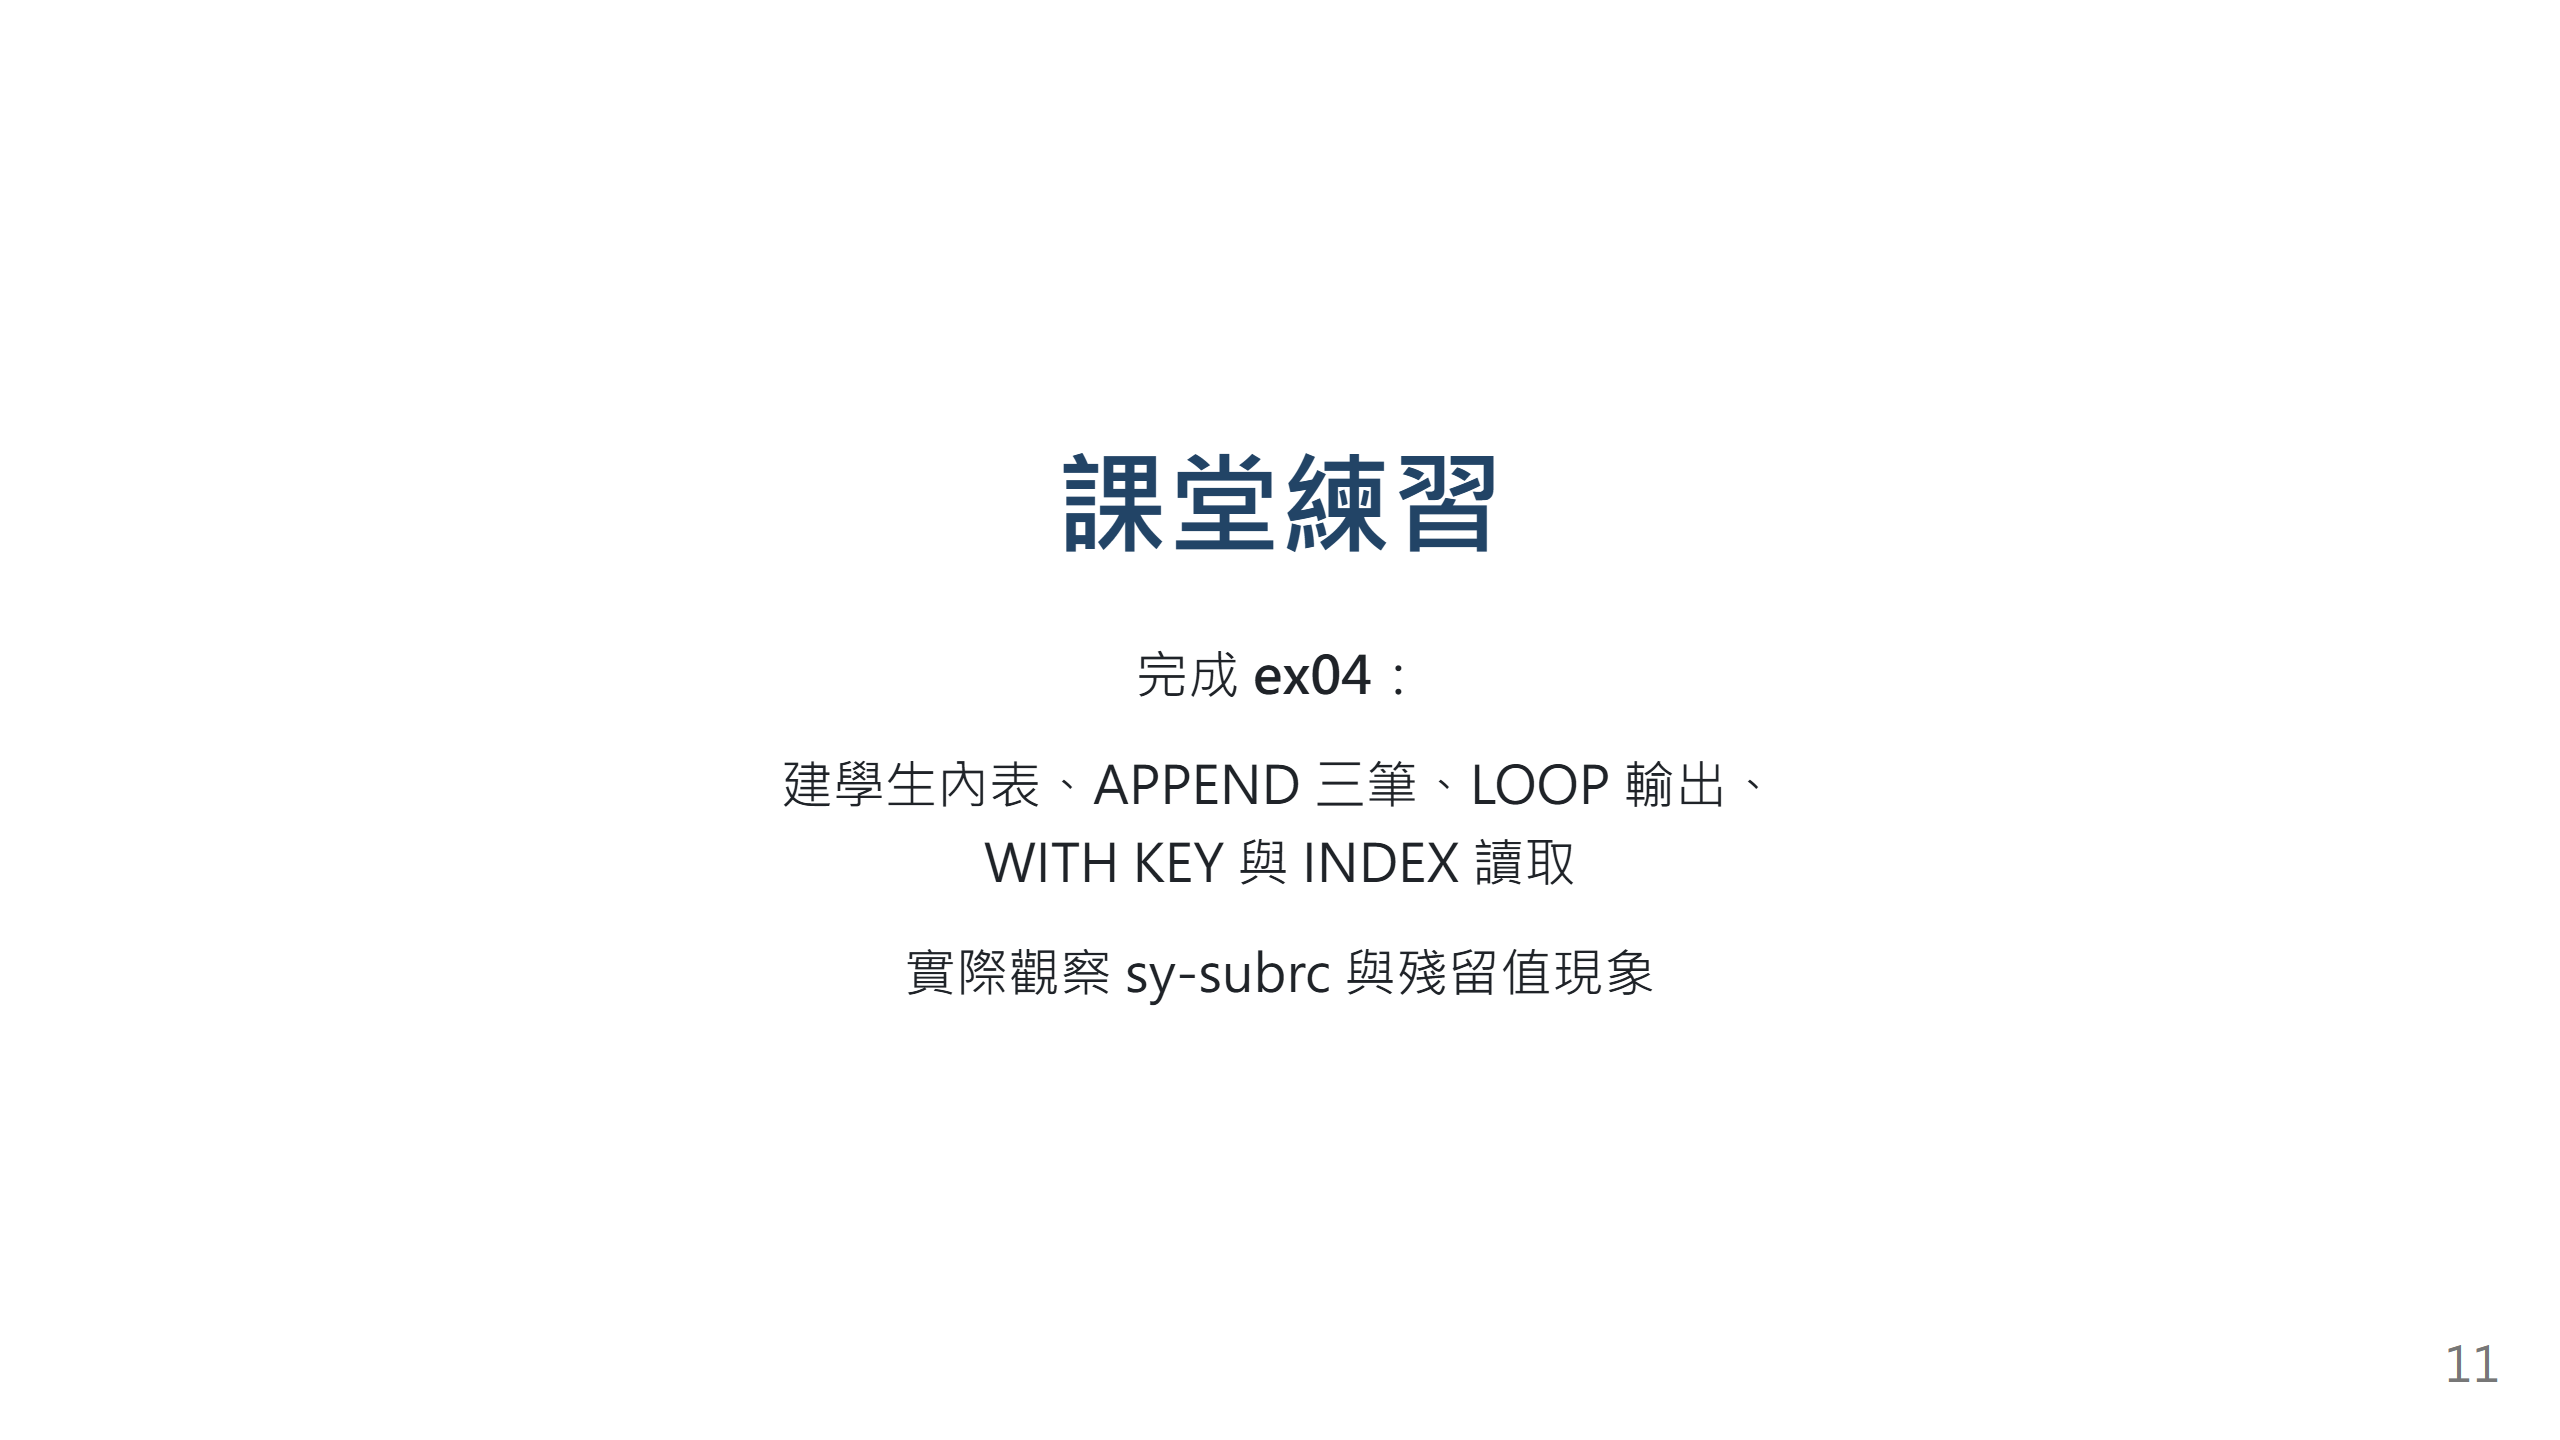 課堂練習
完成 ex04：
建學生內表、APPEND 三筆、LOOP 輸出、
WITH KEY 與 INDEX 讀取
實際觀察 sy-subrc 與殘留值現象
11